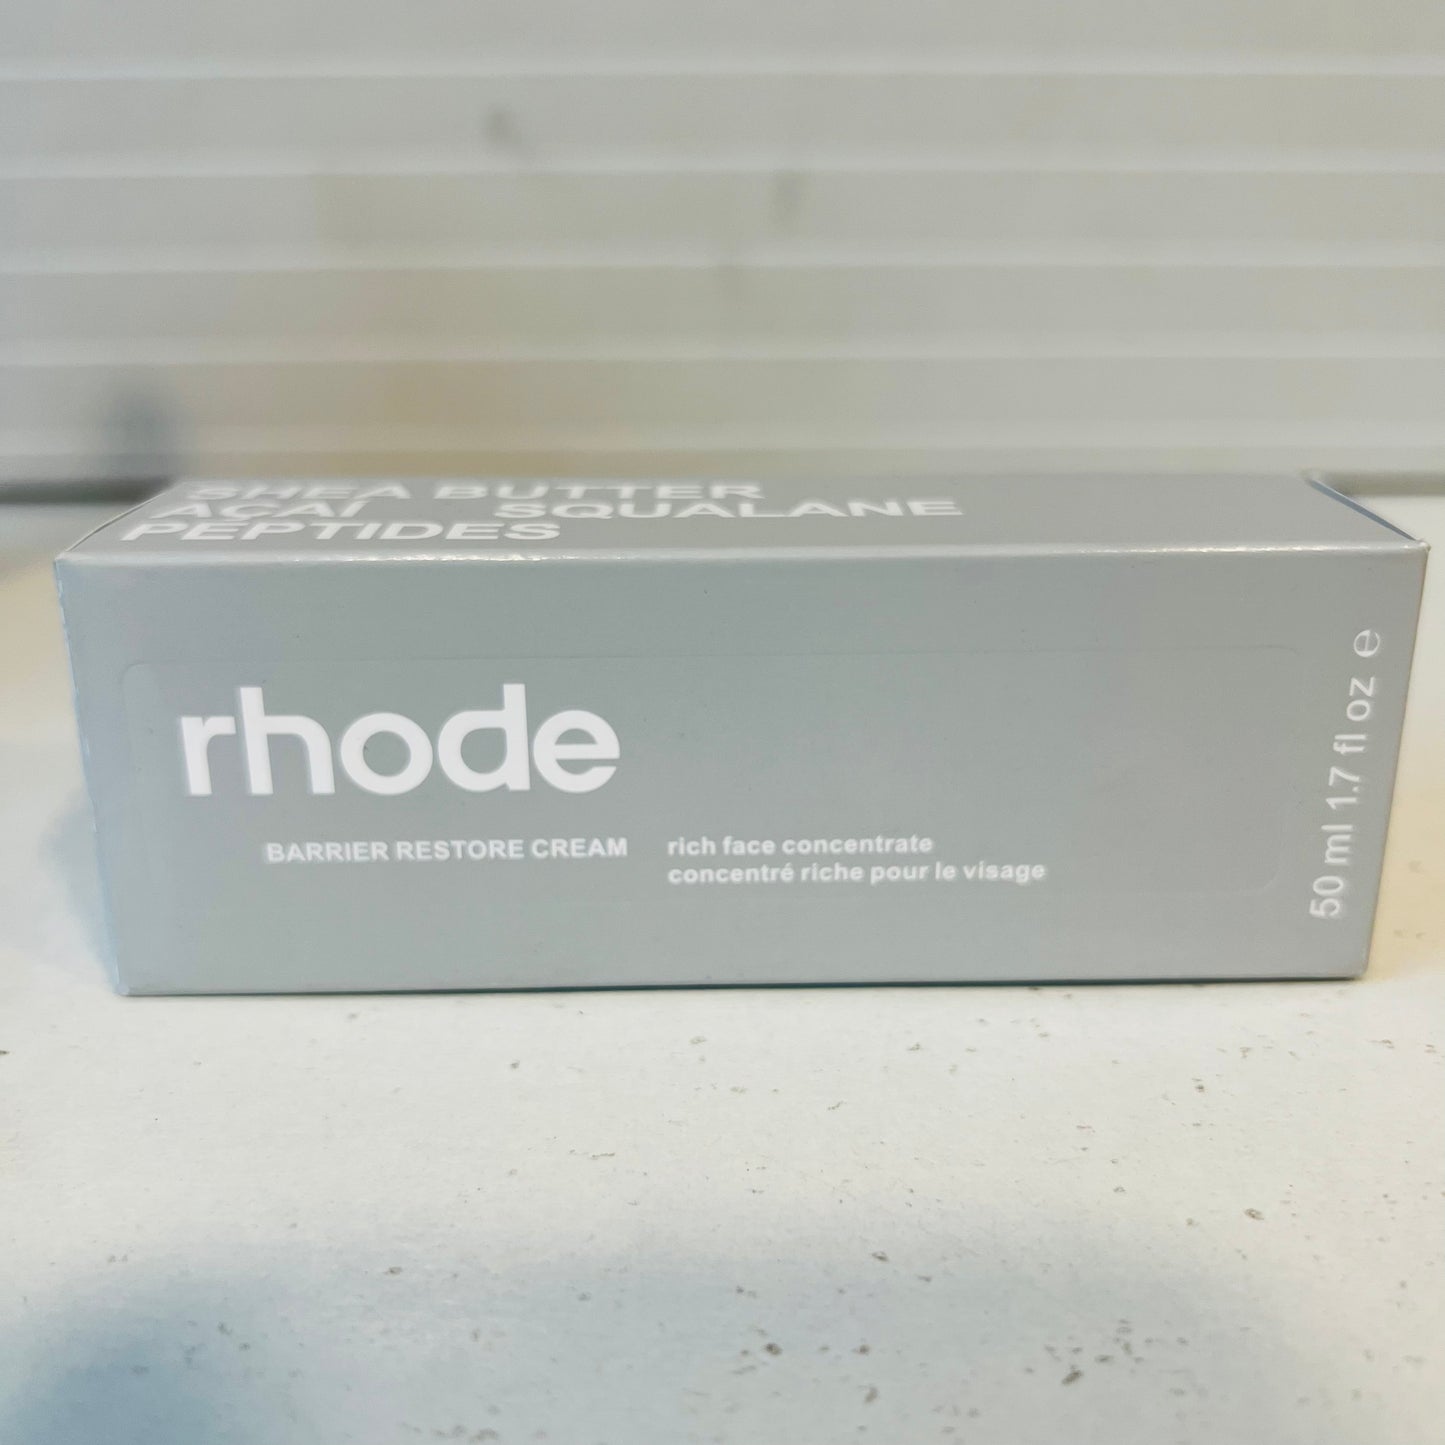 SHEA BUTTER
AÇAÍ SQUALANE
PEPTIDES
rhode
BARRIER RESTORE CREAM
rich face concentrate
concentré riche pour le visage
50 ml 1.7 fl oz ℮